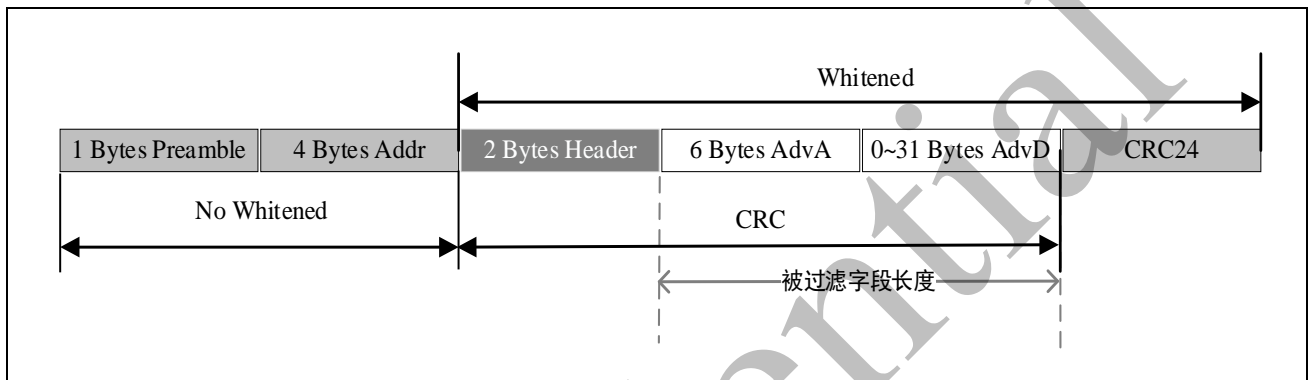 Whitened
1 Bytes Preamble 4 Bytes Addr 2 Bytes Header 6 Bytes AdvA 0~31 Bytes AdvD CRC24
No Whitened
CRC
被过滤字段长度
ential